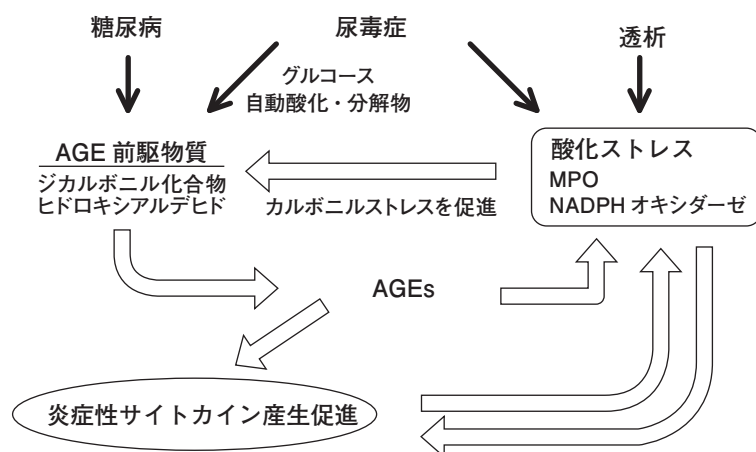 糖尿病
尿毒症
透析
グルコース
自動酸化・分解物
AGE 前駆物質
ジカルボニル化合物
ヒドロキシアルデヒド
酸化ストレス
MPO
NADPH オキシダーゼ
カルボニルストレスを促進
AGEs
炎症性サイトカイン産生促進